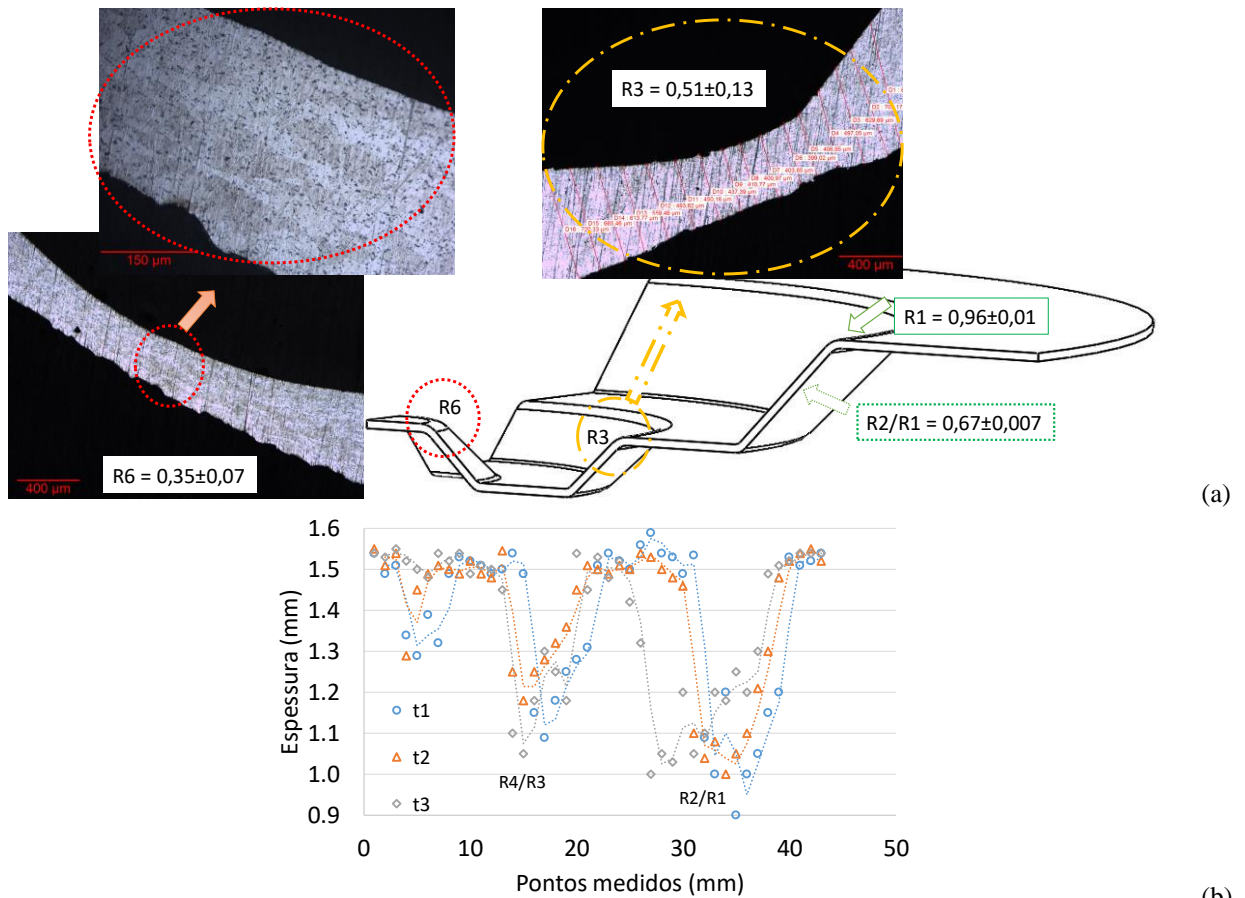 R3 = 0,51±0,13
150 µm
400 µm
R1 = 0,96±0,01
R2/R1 = 0,67±0,007
R6
R3
R6 = 0,35±0,07
400 µm
(a)
1.6
1.5
1.4
1.3
1.2
1.1
1.0
0.9
Espessura (mm)
t1
t2
t3
R4/R3
R2/R1
0 10 20 30 40 50
Pontos medidos (mm)
(b)